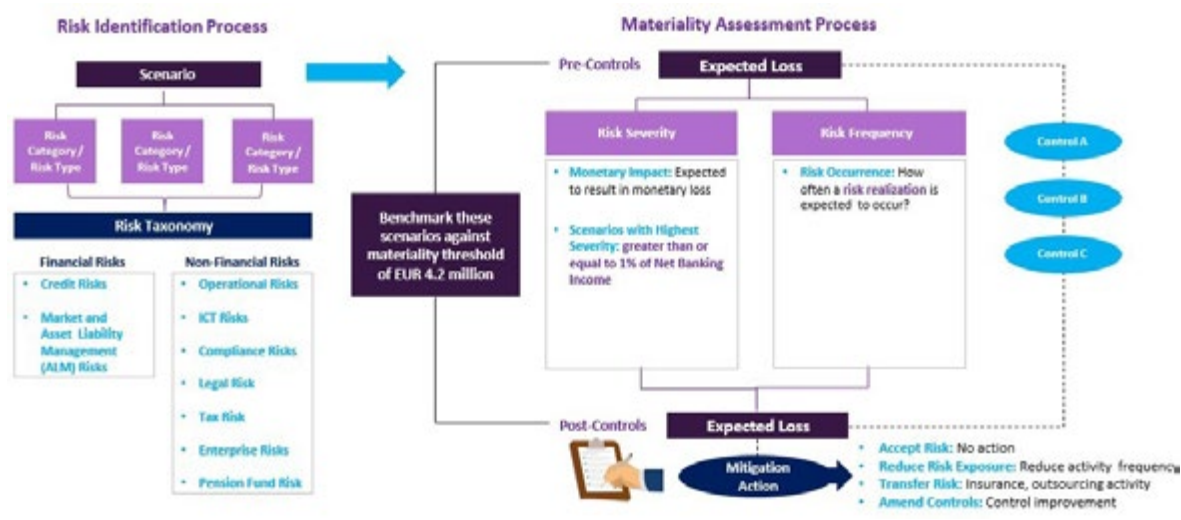 Risk Identification Process
Scenario
Risk
Category/
Risk Type
Risk
Category/
Risk Type
Risk
Category/
Risk Type
Risk Taxonomy
Financial Risks
• Credit Risks
• Market and
Asset Liability
Management
(ALM) Risks
Non-Financial Risks
• Operational Risks
• ICT Risks
• Compliance Risks
• Legal Risk
• Tax Risk
• Enterprise Risks
• Pension Fund Risk
Materiality Assessment Process
Pre-Controls
Expected Loss
Benchmark these
scenarios against
materiality threshold
of EUR 4.2 million
Risk Severity
• Monetary Impact: Expected
to result in monetary loss
• Scenarios with Highest
Severity: greater than or
equal to 1% of Net Banking
Income
Risk Frequency
• Risk Occurrence: How
often a risk realization is
expected to occur?
Control A
Control B
Control C
Post-Controls
Expected Loss
Mitigation
Action
• Accept Risk: No action
• Reduce Risk Exposure: Reduce activity frequency
• Transfer Risk: Insurance, outsourcing activity
• Amend Controls: Control improvement